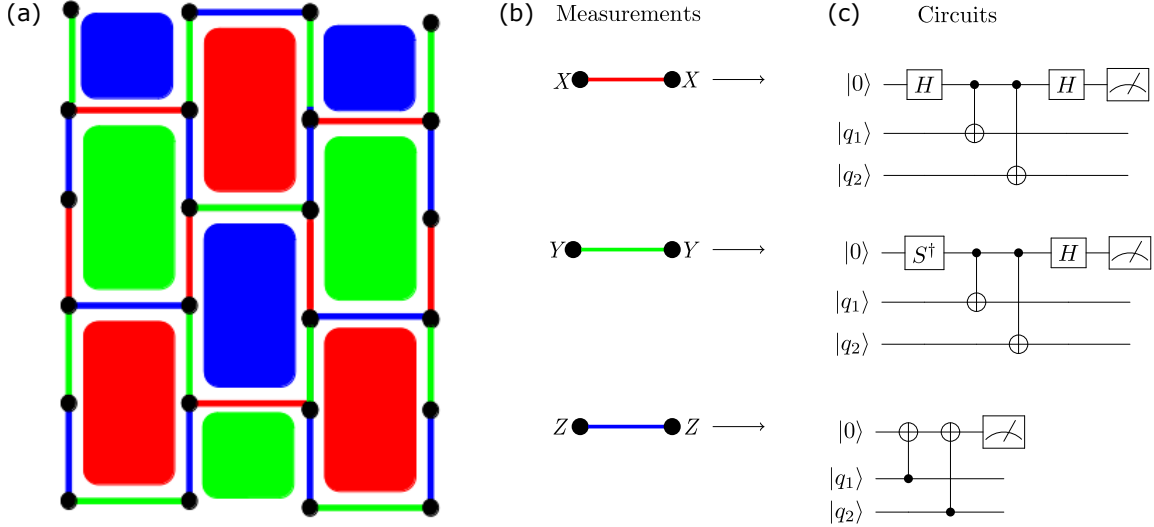 (a)
(b) Measurements
(c) Circuits
X X
|0⟩ H H
|q₁⟩
|q₂⟩
Y Y
|0⟩ S† H
|q₁⟩
|q₂⟩
Z Z
|0⟩
|q₁⟩
|q₂⟩